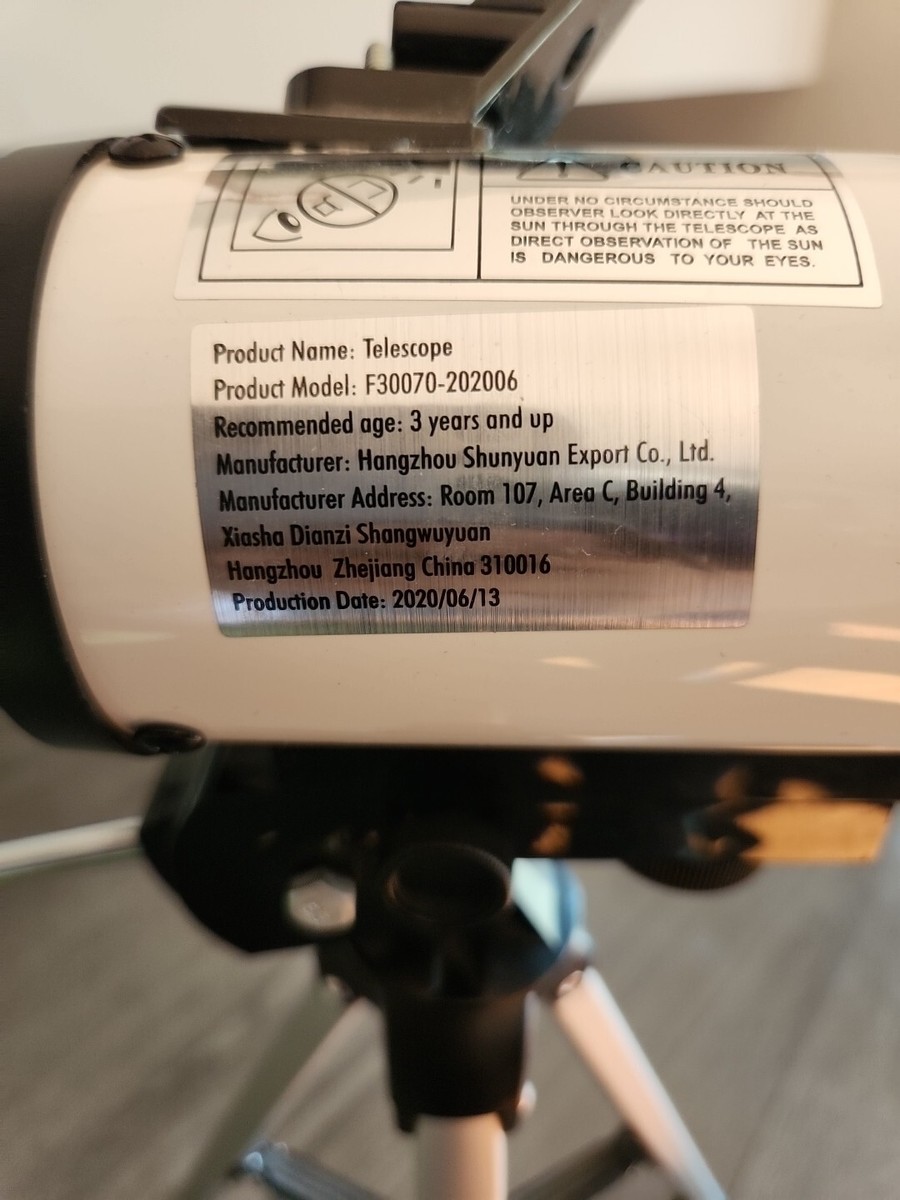 CAUTION
UNDER NO CIRCUMSTANCE SHOULD
OBSERVER LOOK DIRECTLY AT THE
SUN THROUGH THE TELESCOPE AS
DIRECT OBSERVATION OF THE SUN
IS DANGEROUS TO YOUR EYES.
Product Name: Telescope
Product Model: F30070-202006
Recommended age: 3 years and up
Manufacturer: Hangzhou Shunyuan Export Co., Ltd.
Manufacturer Address: Room 107, Area C, Building 4,
Xiasha Dianzi Shangwuyuan
Hangzhou Zhejiang China 310016
Production Date: 2020/06/13